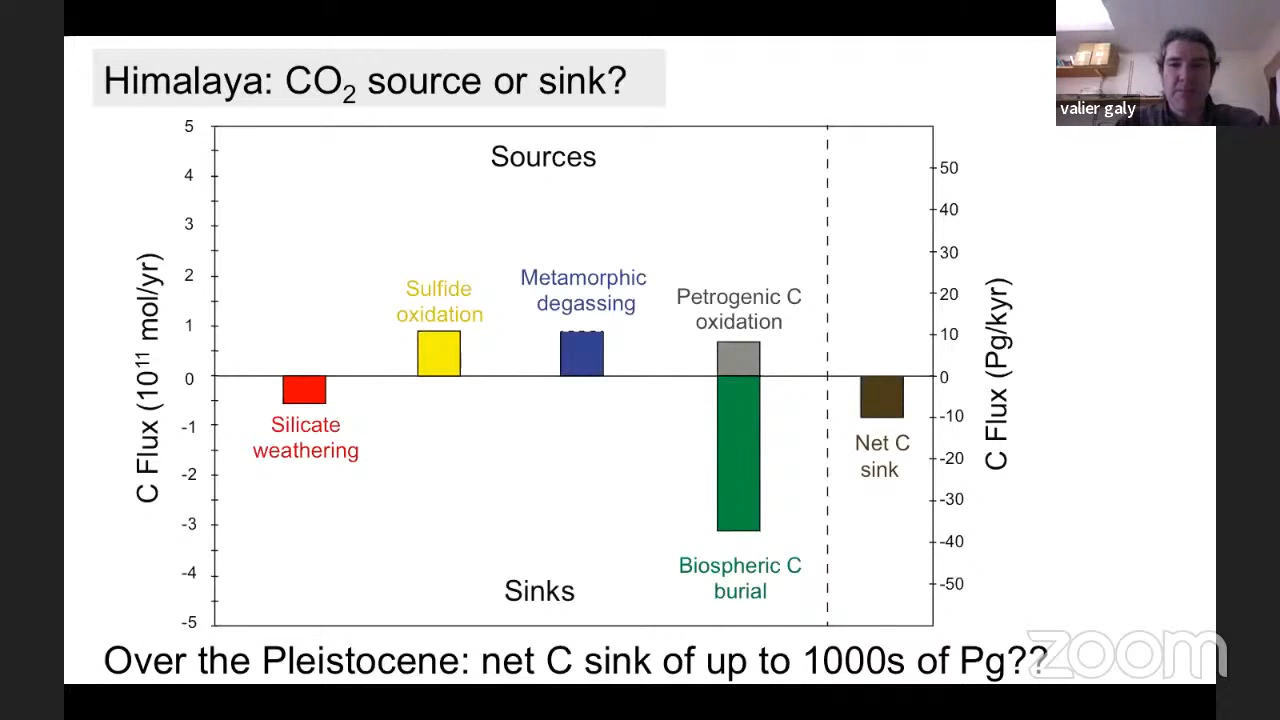 Himalaya: CO₂ source or sink?
valier galy
Sources
Sinks
5
4
3
2
1
0
-1
-2
-3
-4
-5
C Flux (10¹¹ mol/yr)
Silicate
weathering
Sulfide
oxidation
Metamorphic
degassing
Petrogenic C
oxidation
Biospheric C
burial
Net C
sink
50
40
30
20
10
0
-10
-20
-30
-40
-50
C Flux (Pg/kyr)
Over the Pleistocene: net C sink of up to 1000s of Pg??
zoom